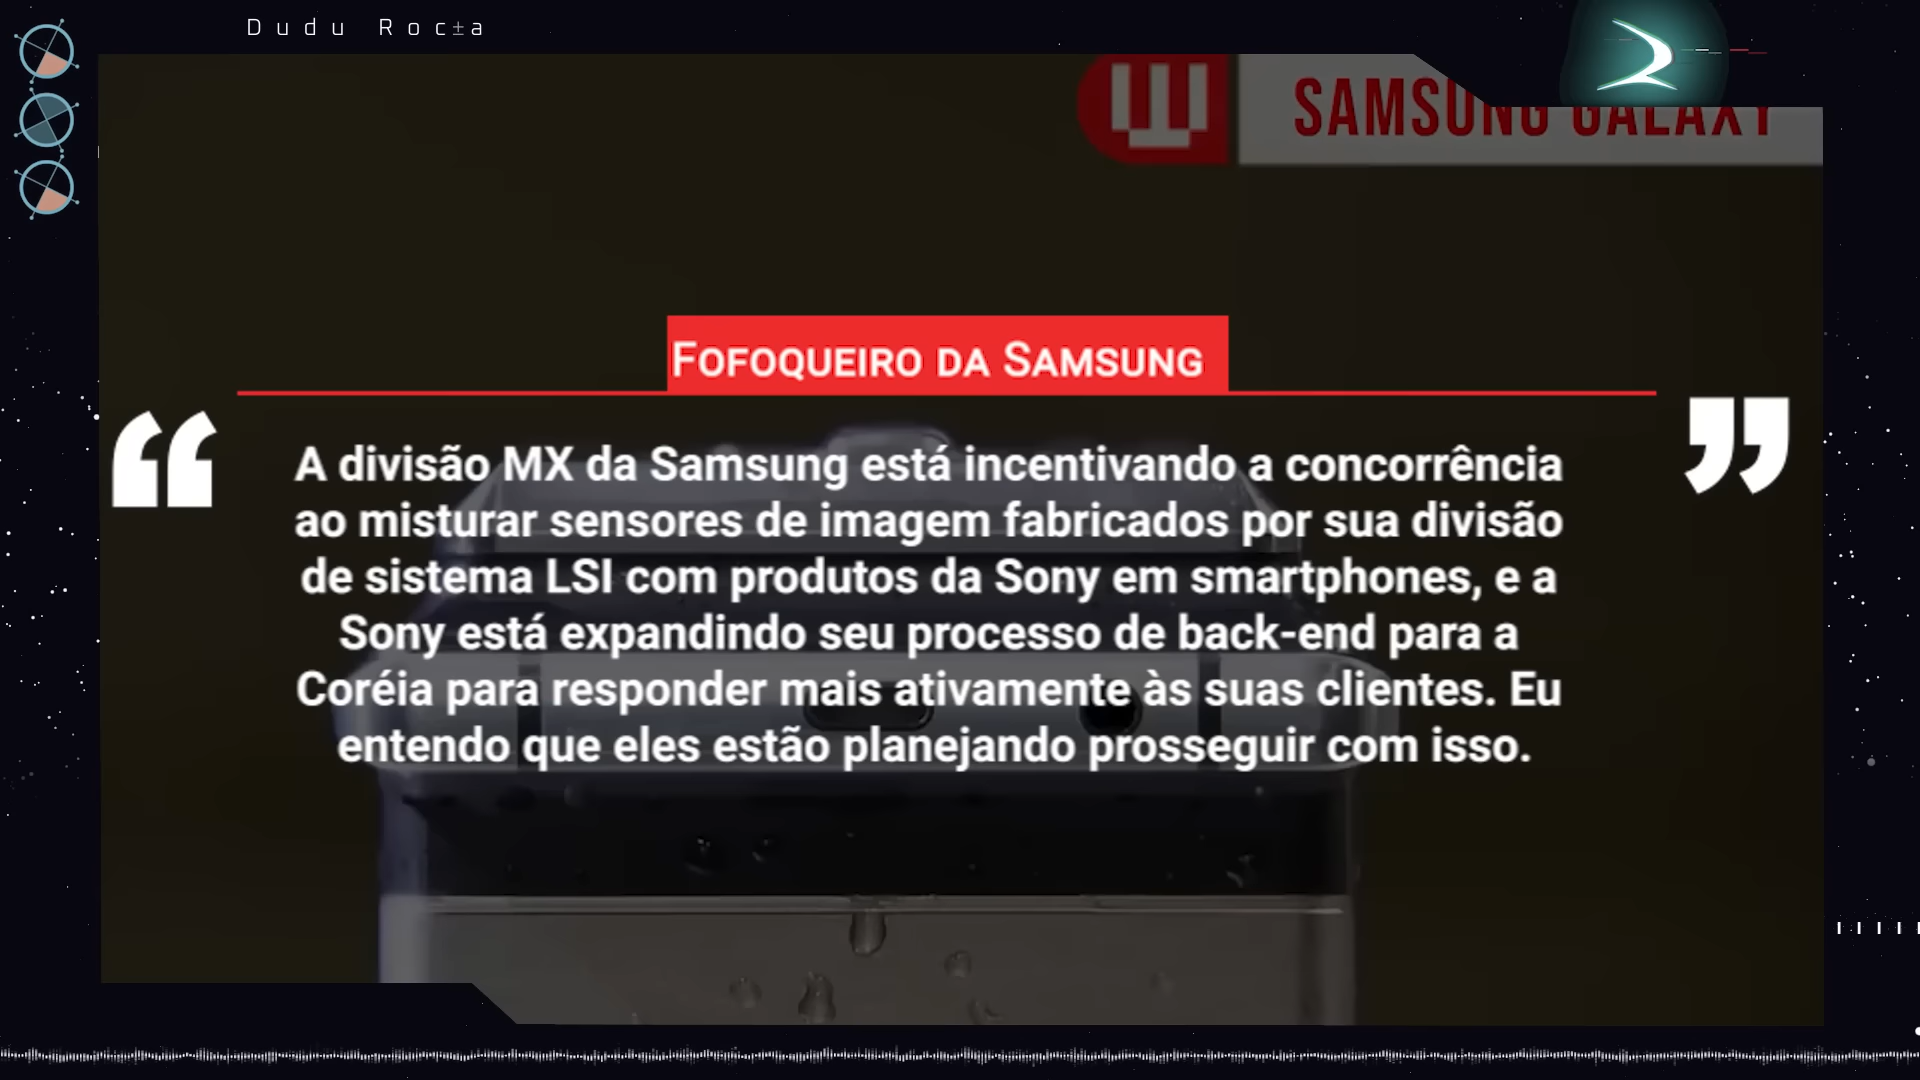 Dudu Roc±a
SAMSUNG GALAXY
FOFOQUEIRO DA SAMSUNG
“
”
A divisão MX da Samsung está incentivando a concorrência
ao misturar sensores de imagem fabricados por sua divisão
de sistema LSI com produtos da Sony em smartphones, e a
Sony está expandindo seu processo de back-end para a
Coréia para responder mais ativamente às suas clientes. Eu
entendo que eles estão planejando prosseguir com isso.